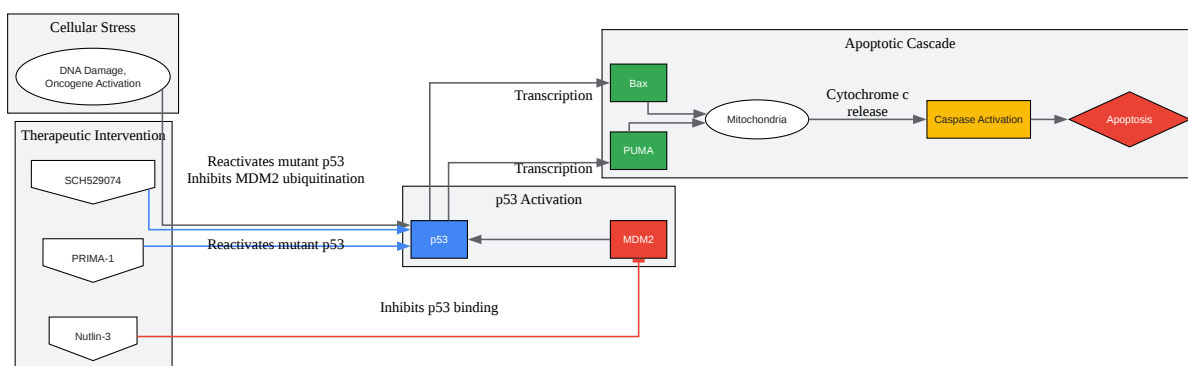 Cellular Stress
DNA Damage,
Oncogene Activation
Therapeutic Intervention
SCH529074
PRIMA-1
Nutlin-3
Reactivates mutant p53
Inhibits MDM2 ubiquitination
Reactivates mutant p53
Inhibits p53 binding
p53 Activation
p53
MDM2
Transcription
Transcription
Apoptotic Cascade
Bax
PUMA
Mitochondria
Cytochrome c
release
Caspase Activation
Apoptosis